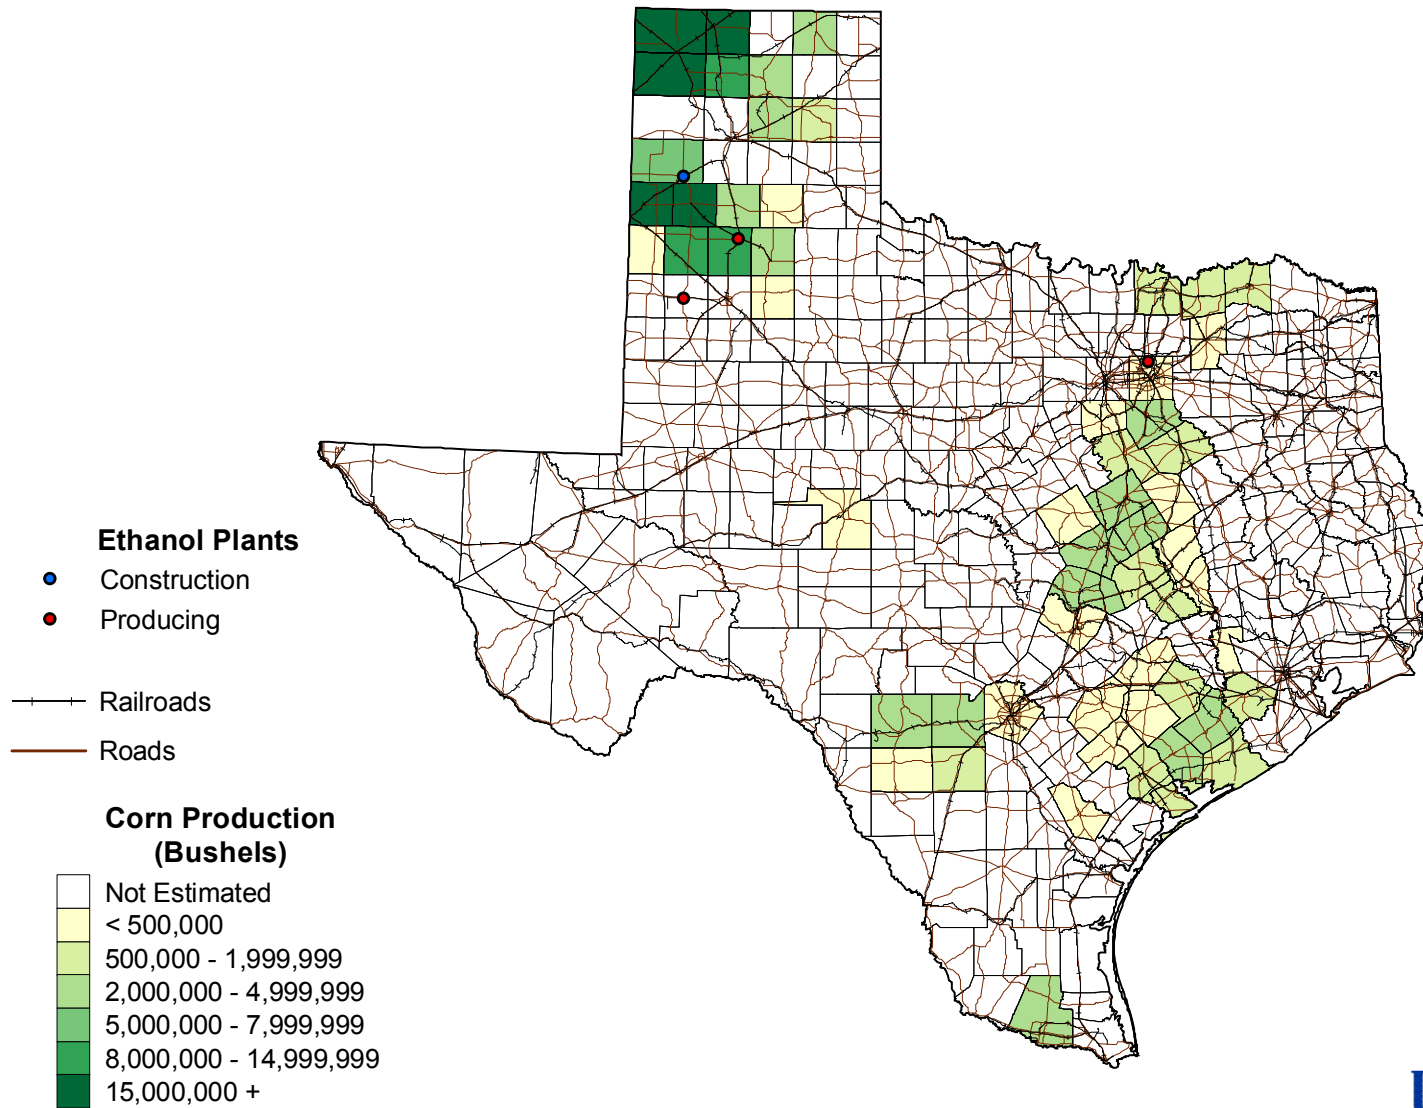 Ethanol Plants
Construction
Producing
Railroads
Roads
Corn Production
(Bushels)
Not Estimated
< 500,000
500,000 - 1,999,999
2,000,000 - 4,999,999
5,000,000 - 7,999,999
8,000,000 - 14,999,999
15,000,000 +